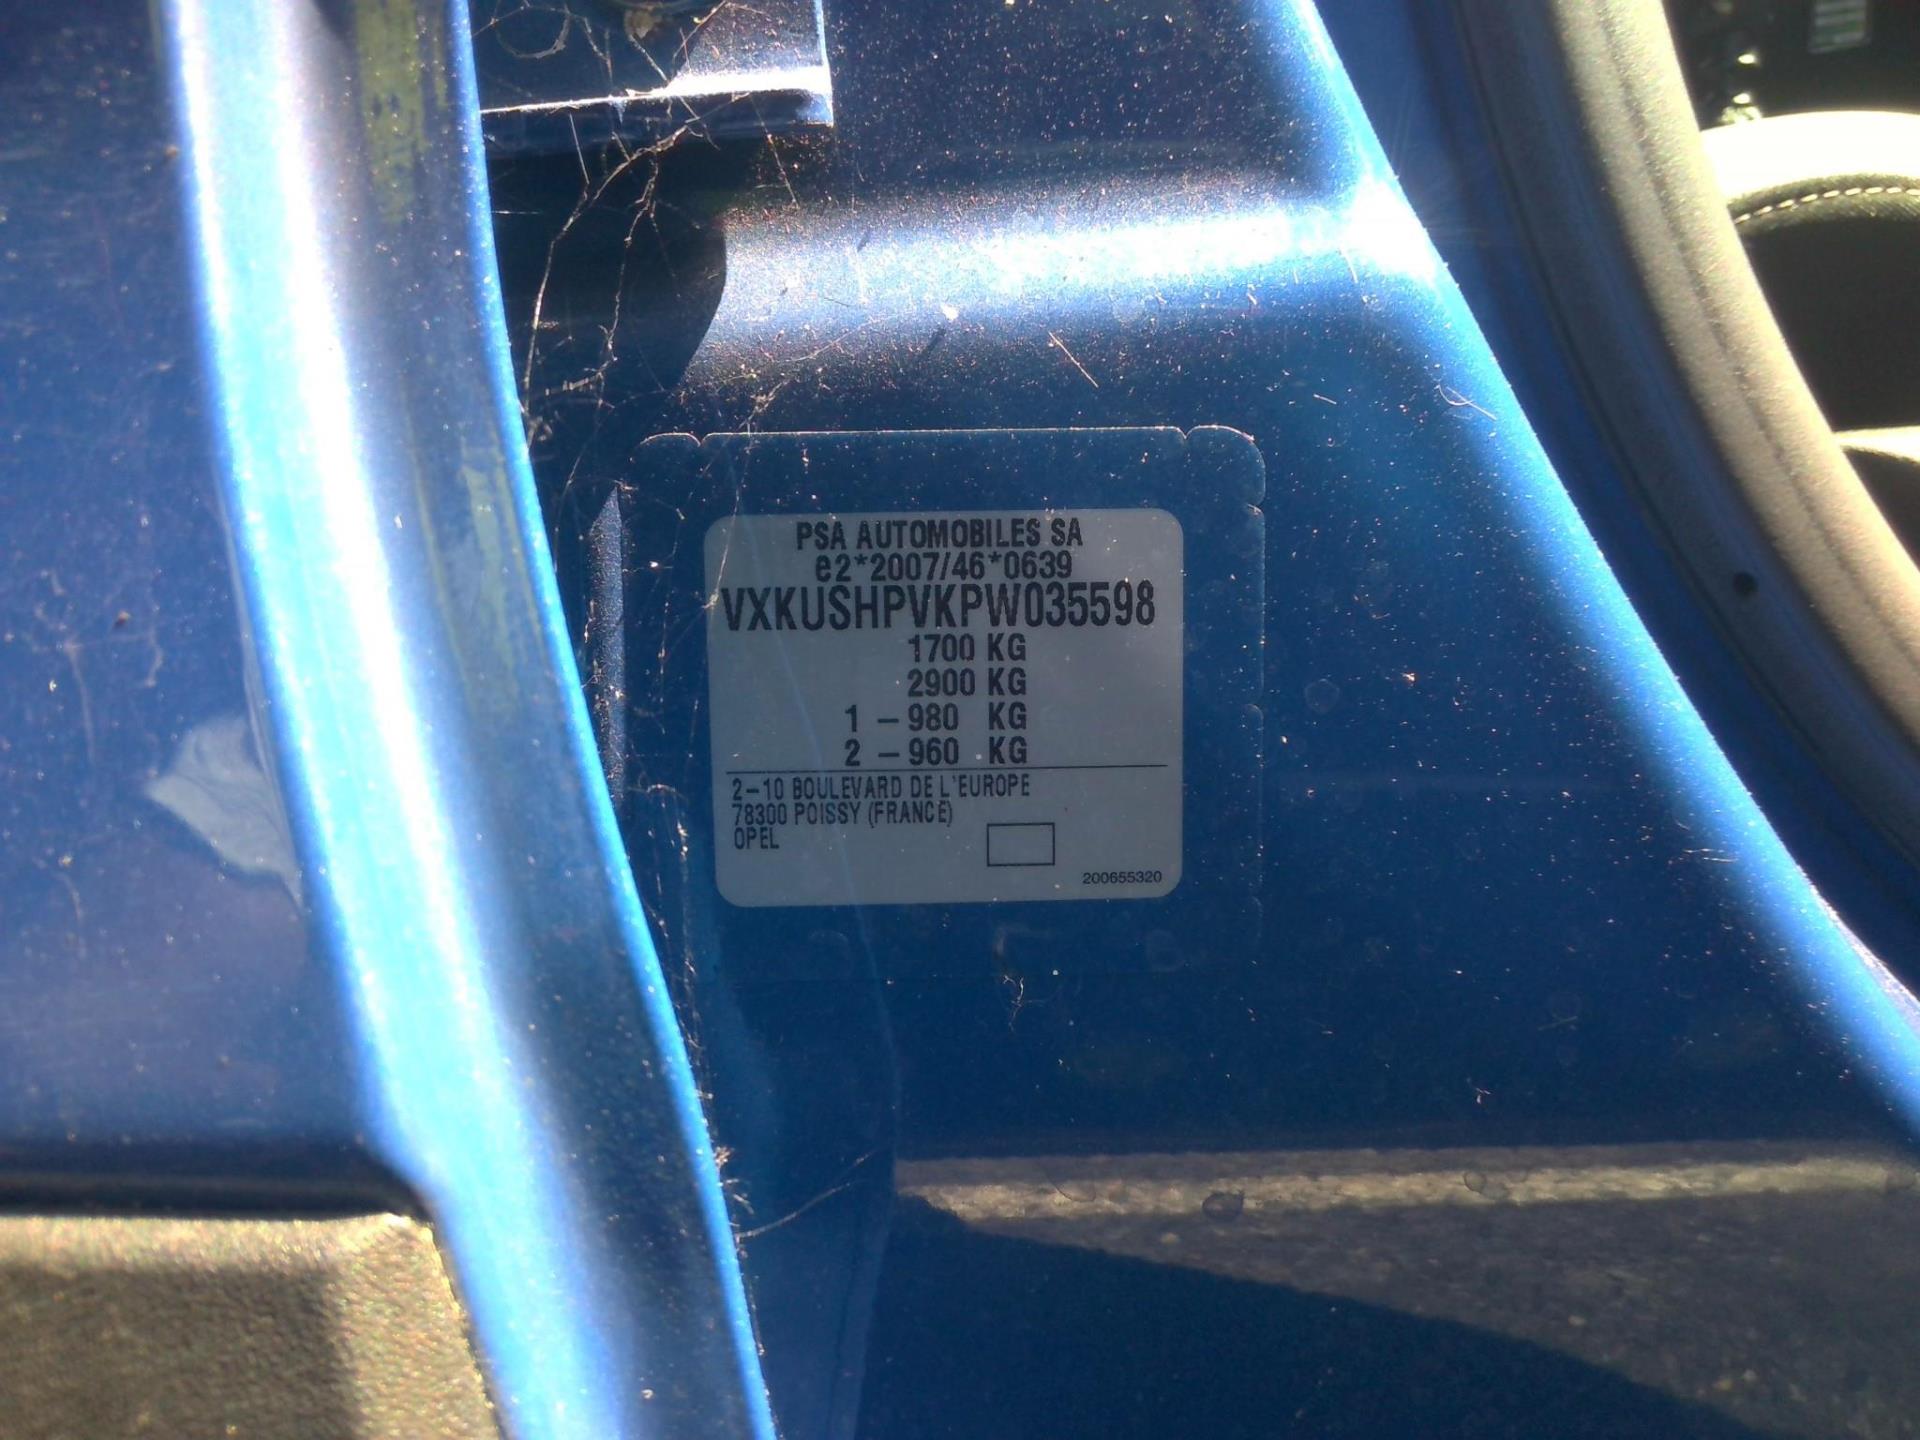 PSA AUTOMOBILES SA
e2*2007/46*0639
VXKUSHPVKPW035598
1700 KG
2900 KG
1 - 980 KG
2 - 960 KG
2-10 BOULEVARD DE L'EUROPE
78300 POISSY (FRANCE)
OPEL
200655320